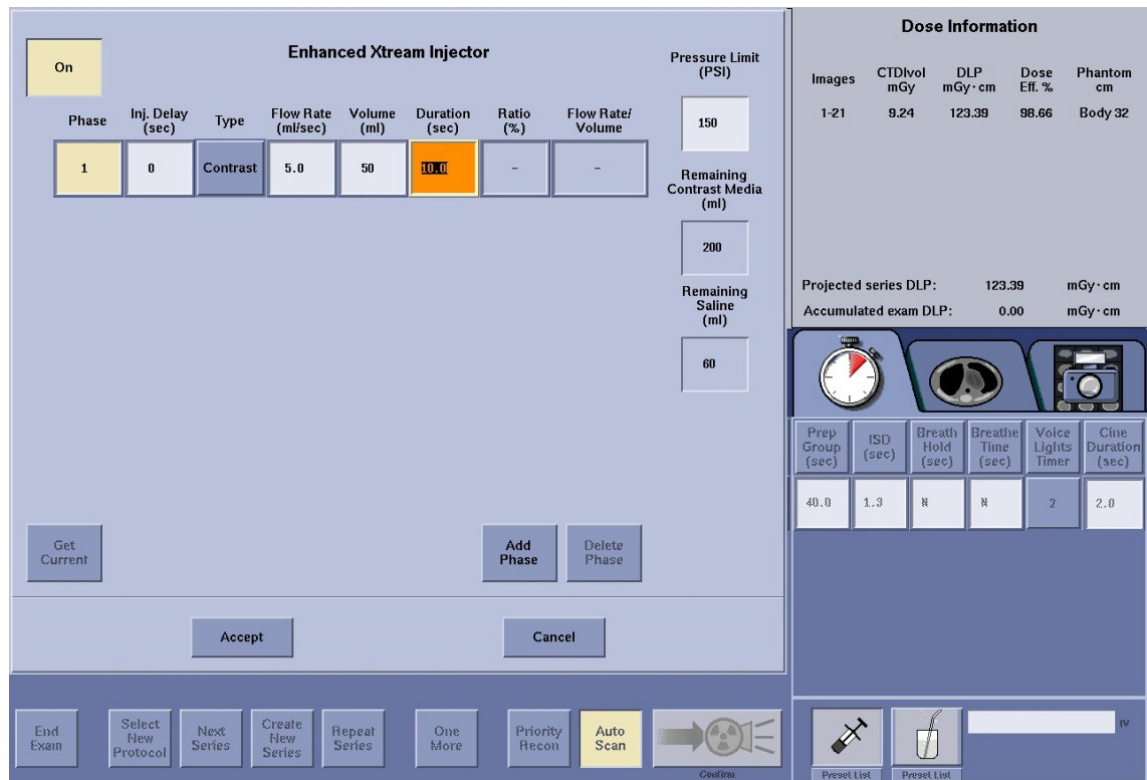 On
Enhanced Xtream Injector
Phase
Inj. Delay
(sec)
Type
Flow Rate
(ml/sec)
Volume
(ml)
Duration
(sec)
Ratio
(%)
Flow Rate/
Volume
1
0
Contrast
5.0
50
10.0
-
-
Pressure Limit
(PSI)
150
Remaining
Contrast Media
(ml)
200
Remaining
Saline
(ml)
60
Get
Current
Add
Phase
Delete
Phase
Accept
Cancel
Dose Information
Images
CTDIvol
mGy
DLP
mGy·cm
Dose
Eff. %
Phantom
cm
1-21
9.24
123.39
98.66
Body 32
Projected series DLP: 123.39 mGy·cm
Accumulated exam DLP: 0.00 mGy·cm
Prep
Group
(sec)
ISD
(sec)
Breath
Hold
(sec)
Breathe
Time
(sec)
Voice
Lights
Timer
Cine
Duration
(sec)
40.0
1.3
N
N
2
2.0
End
Exam
Select
New
Protocol
Next
Series
Create
New
Series
Repeat
Series
One
More
Priority
Recon
Auto
Scan
Confirm
Preset List
Preset List
IV